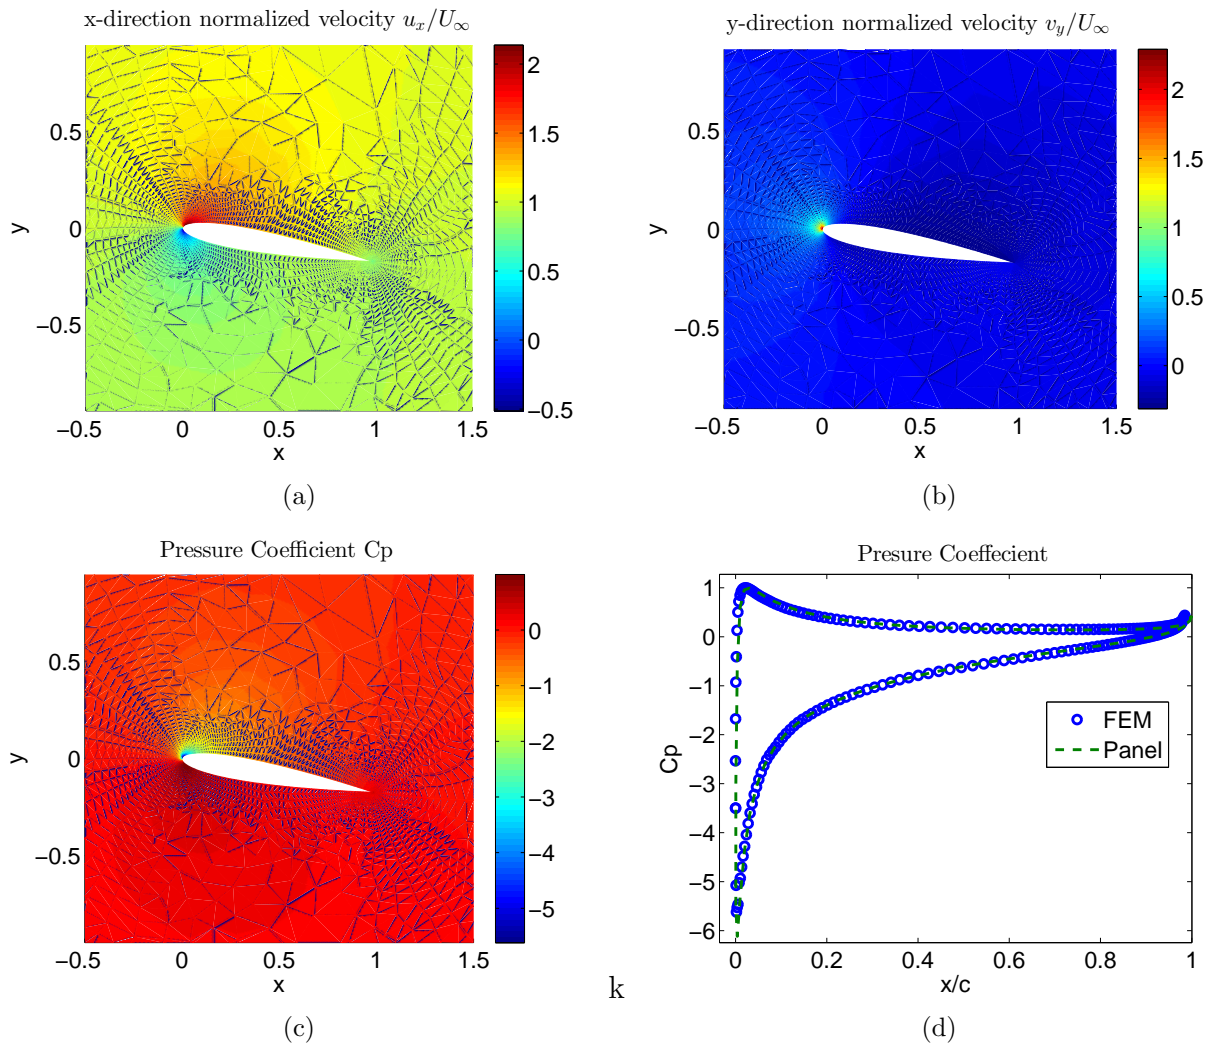 x-direction normalized velocity u_x/U_∞
2
1.5
1
0.5
0
−0.5
0.5
0
−0.5
y
−0.5 0 0.5 1 1.5
x
(a)
y-direction normalized velocity v_y/U_∞
2
1.5
1
0.5
0
0.5
0
−0.5
y
−0.5 0 0.5 1 1.5
x
(b)
Pressure Coefficient Cp
0
−1
−2
−3
−4
−5
0.5
0
−0.5
y
−0.5 0 0.5 1 1.5
x
(c)
k
Presure Coeffecient
1
0
−1
−2
−3
−4
−5
−6
Cp
FEM
Panel
0 0.2 0.4 0.6 0.8 1
x/c
(d)